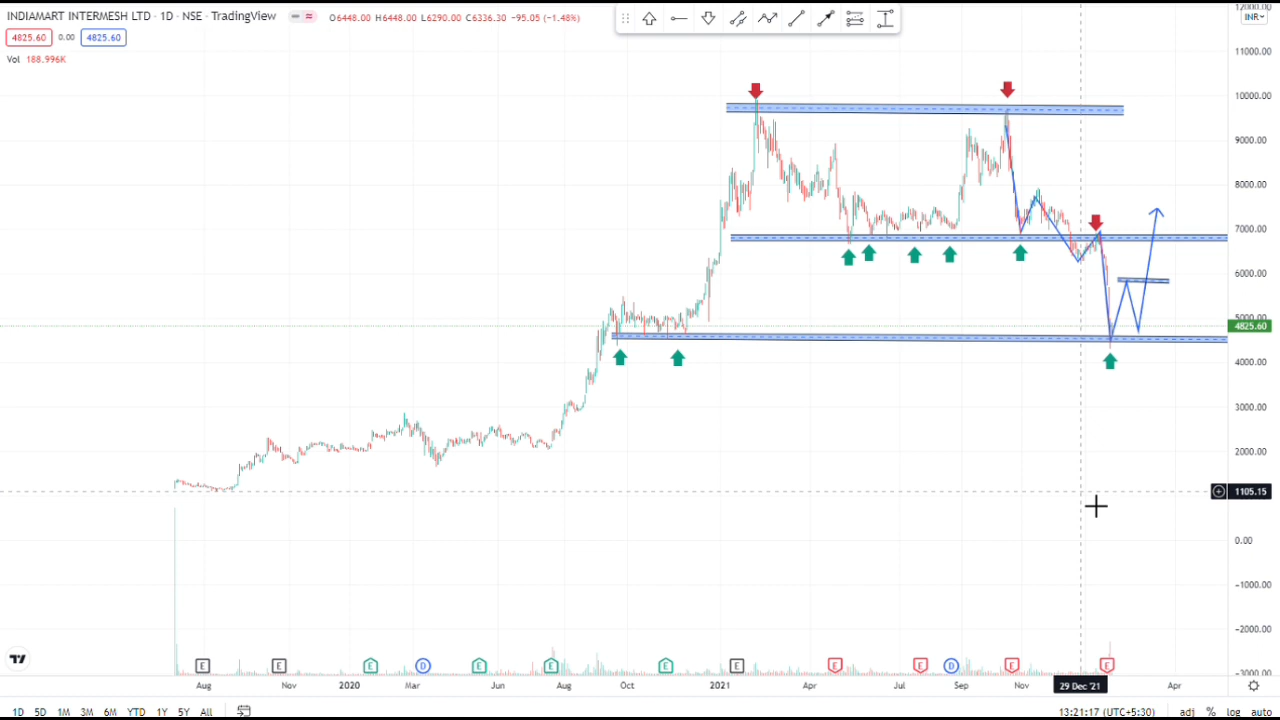 INDIAMART INTERMESH LTD · 1D · NSE · TradingView
O6448.00 H6448.00 L6290.00 C6336.30 −95.05 (−1.48%)
4825.60 0.00 4825.60
Vol 188.996K
INR
12000.00
11000.00
10000.00
9000.00
8000.00
7000.00
6000.00
5000.00
4825.60
4000.00
3000.00
2000.00
1105.15
0.00
−1000.00
−2000.00
−3000.00
E E E D E E E E E E D E E
Aug Nov 2020 Mar Jun Aug Oct 2021 Apr Jul Sep Nov 29 Dec '21 Apr
1D 5D 1M 3M 6M YTD 1Y 5Y All
13:21:17 (UTC+5:30) adj % log auto